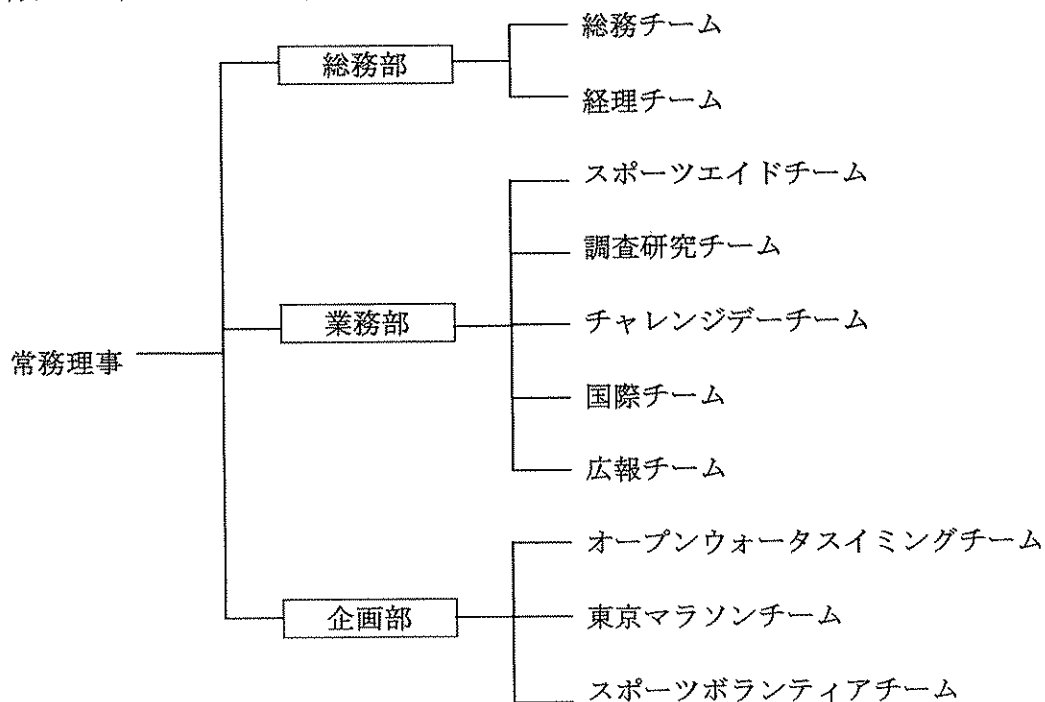 総務チーム
総務部
経理チーム
スポーツエイドチーム
調査研究チーム
チャレンジデーチーム
業務部
常務理事
国際チーム
広報チーム
オープンウォータスイミングチーム
東京マラソンチーム
企画部
スポーツボランティアチーム